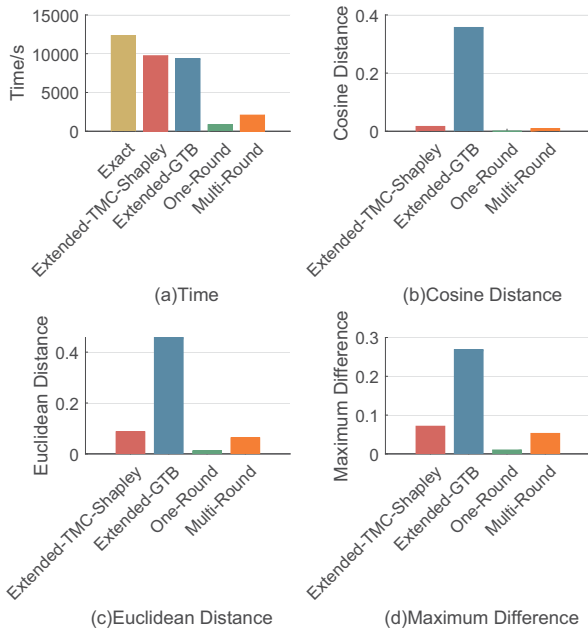 Time/s
15000
10000
5000
0
Exact
Extended-TMC-Shapley
Extended-GTB
One-Round
Multi-Round
(a)Time
Cosine Distance
0.4
0.2
0
Extended-TMC-Shapley
Extended-GTB
One-Round
Multi-Round
(b)Cosine Distance
Euclidean Distance
0.4
0.2
0
Extended-TMC-Shapley
Extended-GTB
One-Round
Multi-Round
(c)Euclidean Distance
Maximum Difference
0.3
0.2
0.1
0
Extended-TMC-Shapley
Extended-GTB
One-Round
Multi-Round
(d)Maximum Difference